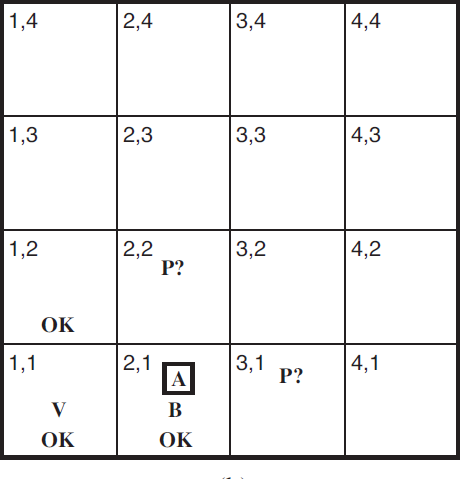 1,4 2,4 3,4 4,4
1,3 2,3 3,3 4,3
1,2 2,2 3,2 4,2
P?
OK
1,1 2,1 3,1 4,1
A P?
V B
OK OK